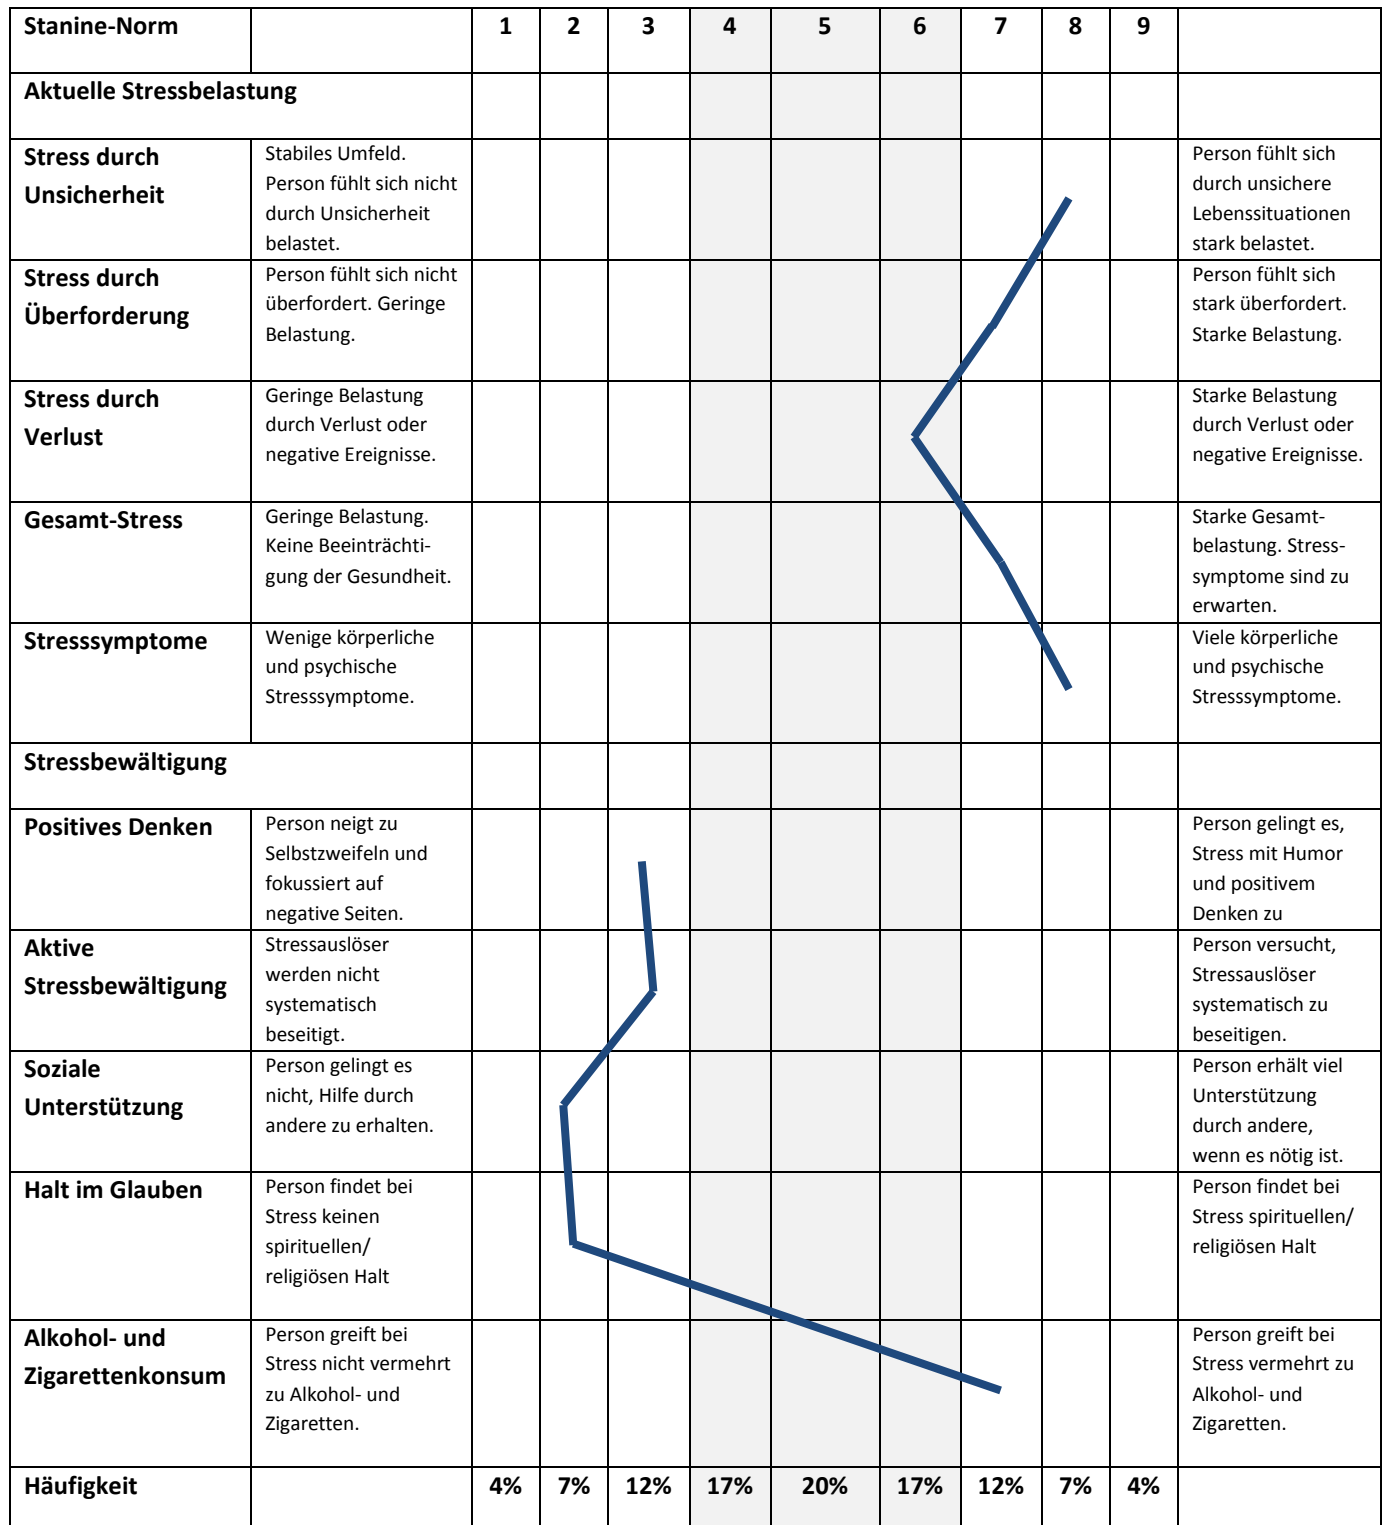 Stanine-Norm 1 2 3 4 5 6 7 8 9
Aktuelle Stressbelastung
Stress durch
Unsicherheit
Stabiles Umfeld.
Person fühlt sich nicht
durch Unsicherheit
belastet.
Person fühlt sich
durch unsichere
Lebenssituationen
stark belastet.
Stress durch
Überforderung
Person fühlt sich nicht
überfordert. Geringe
Belastung.
Person fühlt sich
stark überfordert.
Starke Belastung.
Stress durch
Verlust
Geringe Belastung
durch Verlust oder
negative Ereignisse.
Starke Belastung
durch Verlust oder
negative Ereignisse.
Gesamt-Stress
Geringe Belastung.
Keine Beeinträchti-
gung der Gesundheit.
Starke Gesamt-
belastung. Stress-
symptome sind zu
erwarten.
Stresssymptome
Wenige körperliche
und psychische
Stresssymptome.
Viele körperliche
und psychische
Stresssymptome.
Stressbewältigung
Positives Denken
Person neigt zu
Selbstzweifeln und
fokussiert auf
negative Seiten.
Person gelingt es,
Stress mit Humor
und positivem
Denken zu
Aktive
Stressbewältigung
Stressauslöser
werden nicht
systematisch
beseitigt.
Person versucht,
Stressauslöser
systematisch zu
beseitigen.
Soziale
Unterstützung
Person gelingt es
nicht, Hilfe durch
andere zu erhalten.
Person erhält viel
Unterstützung
durch andere,
wenn es nötig ist.
Halt im Glauben
Person findet bei
Stress keinen
spirituellen/
religiösen Halt
Person findet bei
Stress spirituellen/
religiösen Halt
Alkohol- und
Zigarettenkonsum
Person greift bei
Stress nicht vermehrt
zu Alkohol- und
Zigaretten.
Person greift bei
Stress vermehrt zu
Alkohol- und
Zigaretten.
Häufigkeit 4% 7% 12% 17% 20% 17% 12% 7% 4%